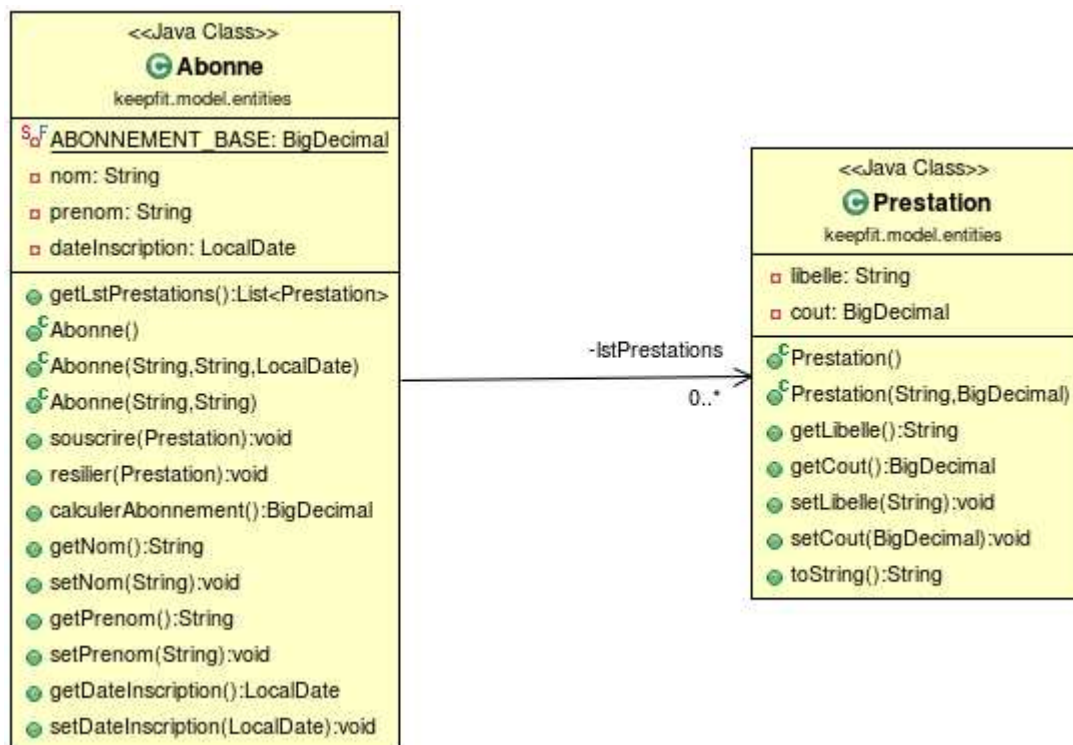 <<Java Class>>
C Abonne
keepfit.model.entities
S F ABONNEMENT_BASE: BigDecimal
nom: String
prenom: String
dateInscription: LocalDate
getLstPrestations():List<Prestation>
C Abonne()
C Abonne(String,String,LocalDate)
C Abonne(String,String)
souscrire(Prestation):void
resilier(Prestation):void
calculerAbonnement():BigDecimal
getNom():String
setNom(String):void
getPrenom():String
setPrenom(String):void
getDateInscription():LocalDate
setDateInscription(LocalDate):void
-lstPrestations
0..*
<<Java Class>>
C Prestation
keepfit.model.entities
libelle: String
cout: BigDecimal
C Prestation()
C Prestation(String,BigDecimal)
getLibelle():String
getCout():BigDecimal
setLibelle(String):void
setCout(BigDecimal):void
toString():String